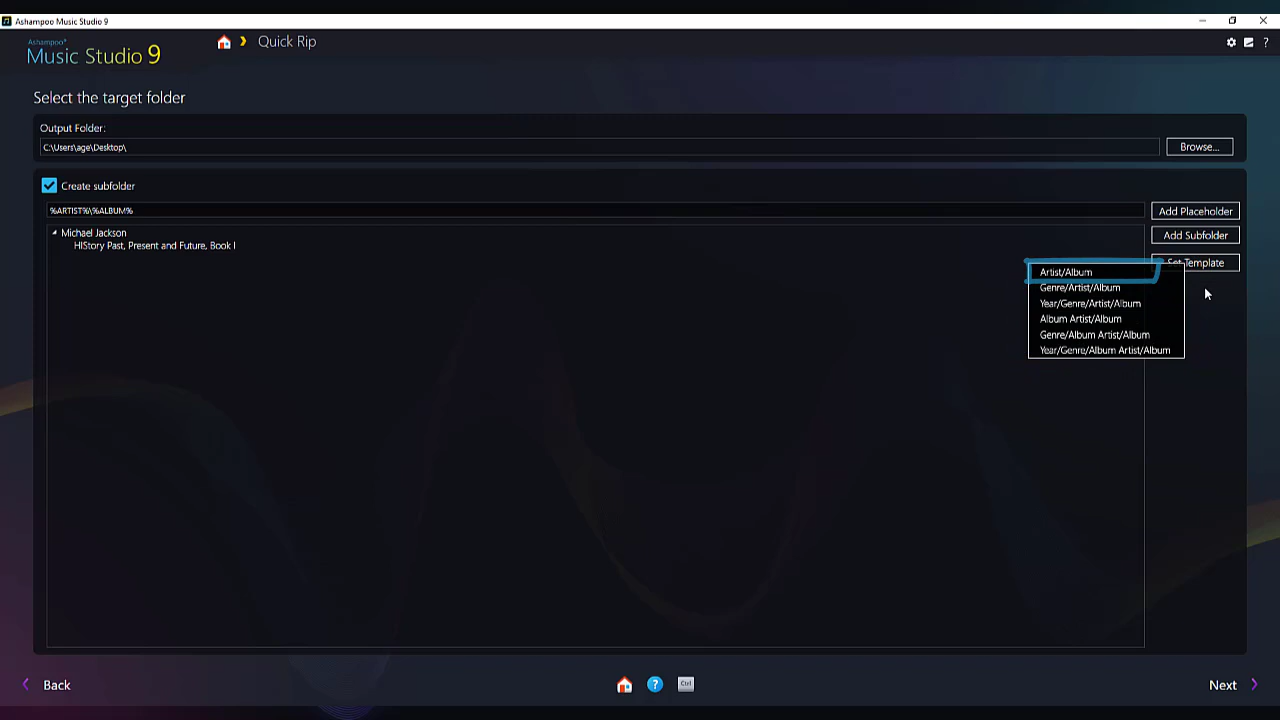 Ashampoo Music Studio 9
Ashampoo®
Music Studio 9
Quick Rip
?
Select the target folder
Output Folder:
C:\Users\age\Desktop\
Browse...
Create subfolder
%ARTIST%\%ALBUM%
Add Placeholder
Michael Jackson
HIStory Past, Present and Future, Book I
Add Subfolder
Set Template
Artist/Album
Genre/Artist/Album
Year/Genre/Artist/Album
Album Artist/Album
Genre/Album Artist/Album
Year/Genre/Album Artist/Album
Back
?
Ctrl
Next